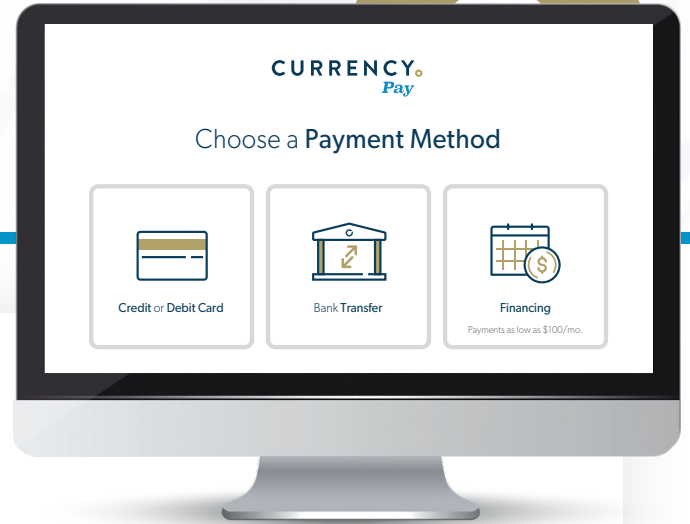 CURRENCY
Pay
Choose a Payment Method
Credit or Debit Card
Bank Transfer
Financing
Payments as low as $100/mo.